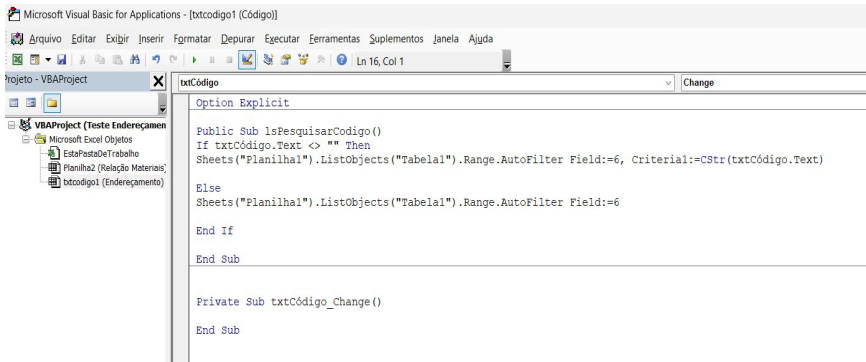 Microsoft Visual Basic for Applications - [txtcodigo1 (Código)]
Arquivo Editar Exibir Inserir Formatar Depurar Executar Ferramentas Suplementos Janela Ajuda
Ln 16, Col 1
Projeto - VBAProject
txtCódigo Change
VBAProject (Teste Endereçamen
Microsoft Excel Objetos
EstaPastaDeTrabalho
Planilha2 (Relação Materiais)
txtcodigo1 (Endereçamento)
Option Explicit
Public Sub lsPesquisarCodigo()
If txtCódigo.Text <> "" Then
Sheets("Planilha1").ListObjects("Tabela1").Range.AutoFilter Field:=6, Criteria1:=CStr(txtCódigo.Text)
Else
Sheets("Planilha1").ListObjects("Tabela1").Range.AutoFilter Field:=6
End If
End Sub
Private Sub txtCódigo_Change()
End Sub